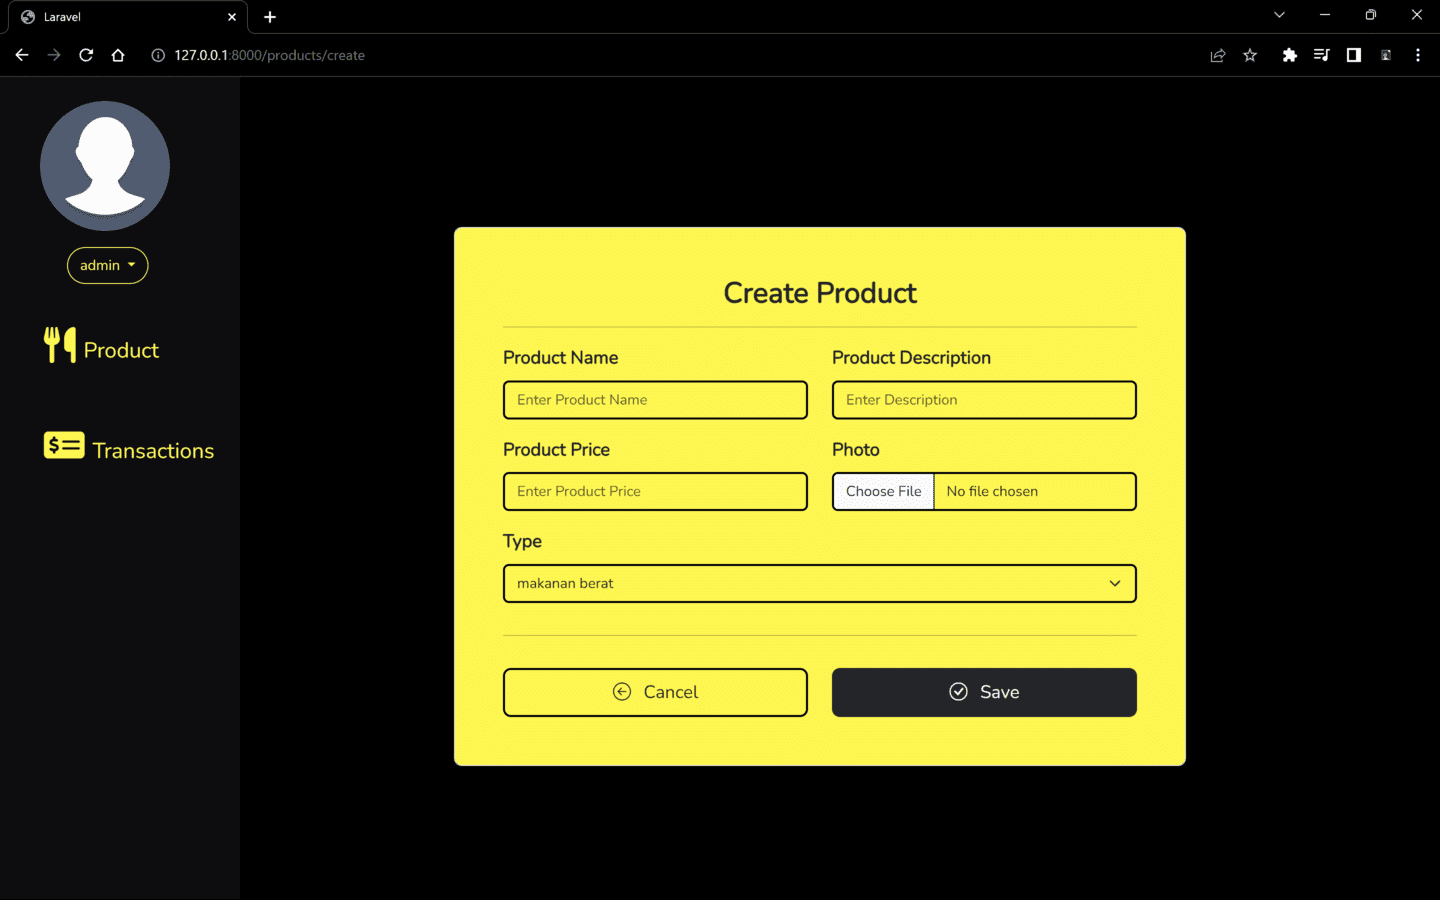 Laravel
127.0.0.1:8000/products/create
admin
Product
Transactions
Create Product
Product Name
Product Description
Enter Product Name
Enter Description
Product Price
Photo
Enter Product Price
Choose File
No file chosen
Type
makanan berat
Cancel
Save